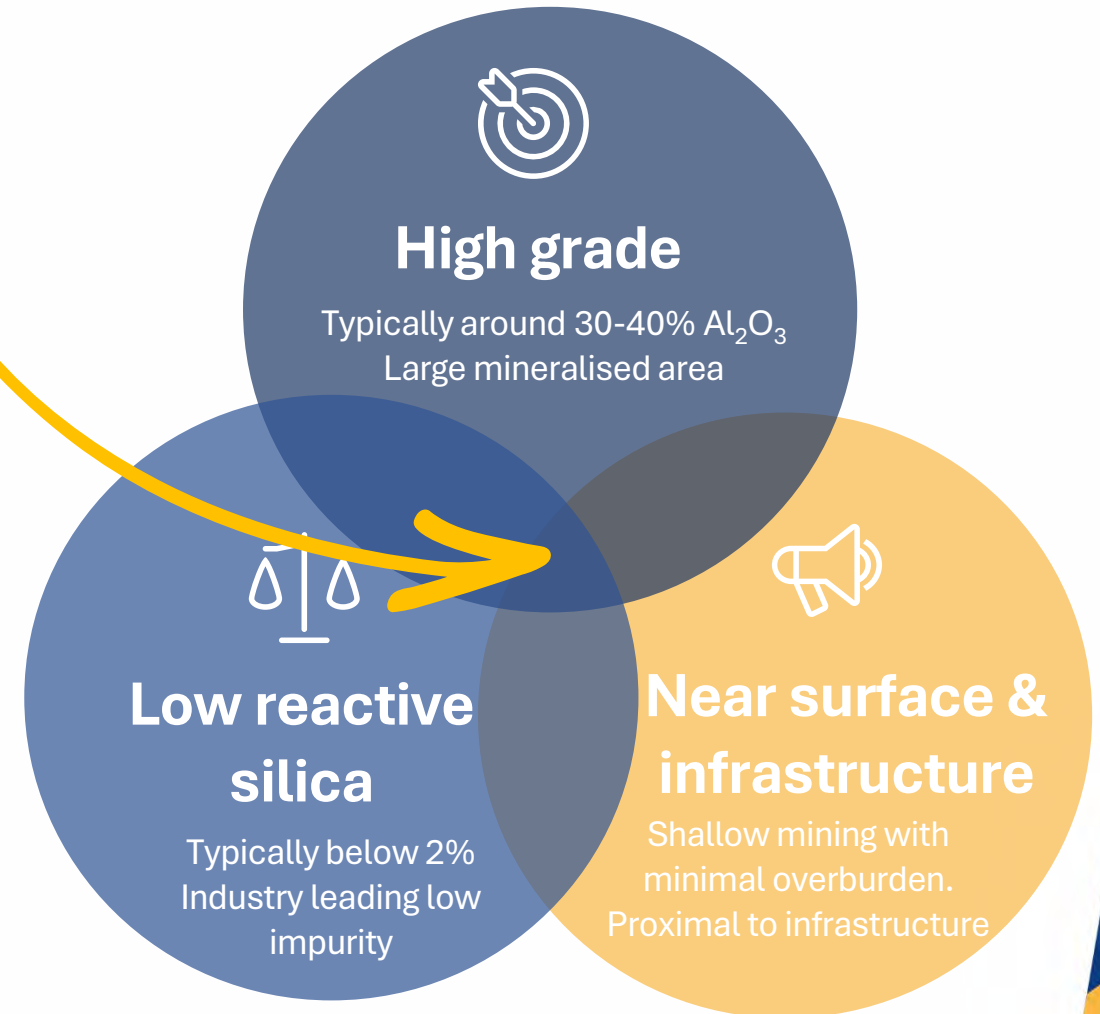 High grade
Typically around 30-40% Al₂O₃
Large mineralised area
Low reactive
silica
Typically below 2%
Industry leading low
impurity
Near surface &
infrastructure
Shallow mining with
minimal overburden.
Proximal to infrastructure